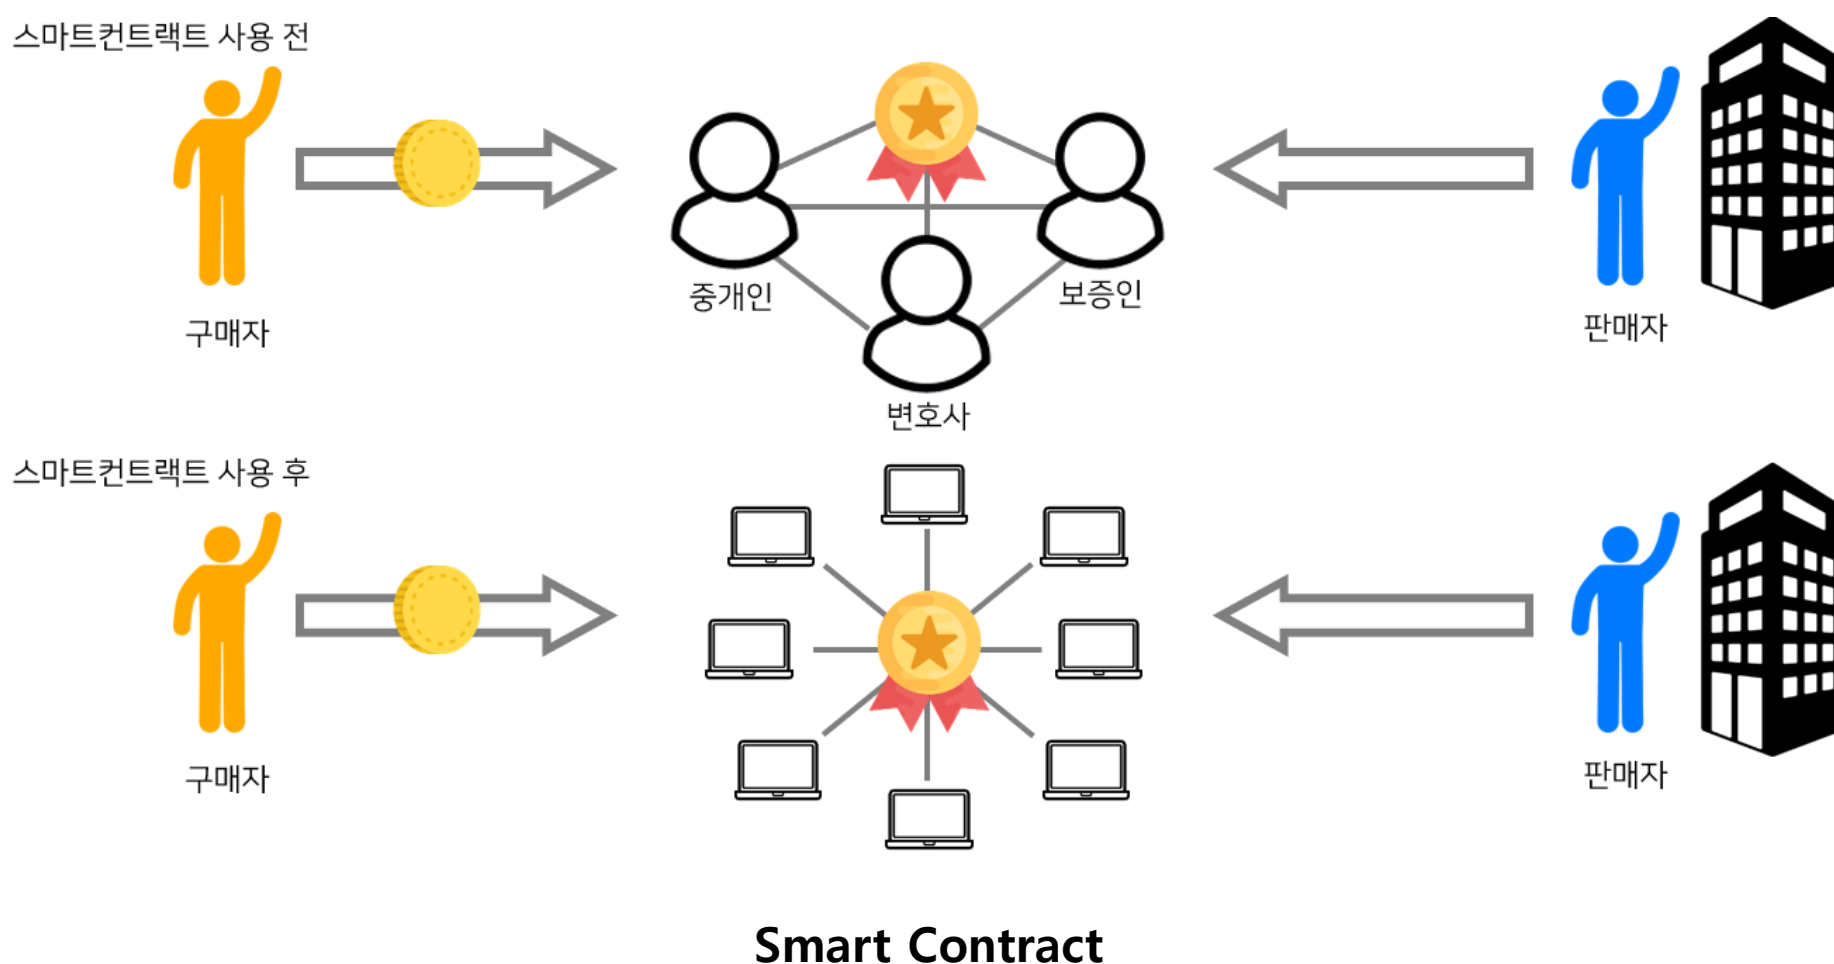 스마트컨트랙트 사용 전
구매자
중개인
보증인
변호사
판매자
스마트컨트랙트 사용 후
구매자
판매자
Smart Contract